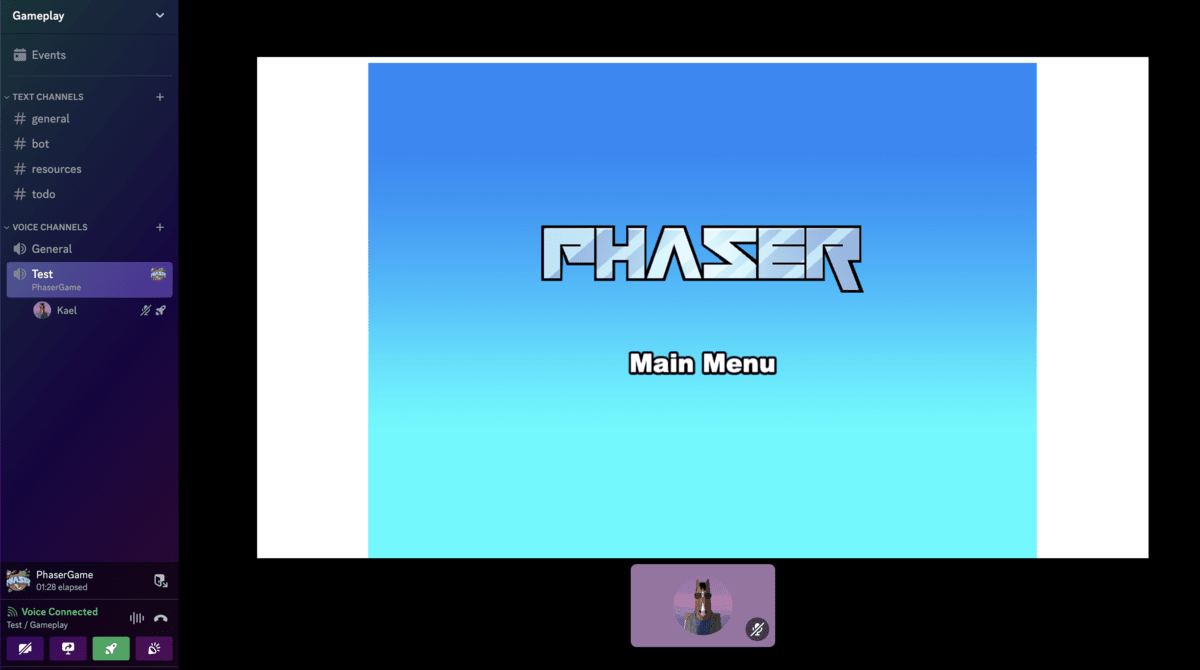 Gameplay
Events
TEXT CHANNELS
general
bot
resources
todo
VOICE CHANNELS
General
Test
PhaserGame
Kael
PHASER
Main Menu
PhaserGame
01:28 elapsed
Voice Connected
Test / Gameplay